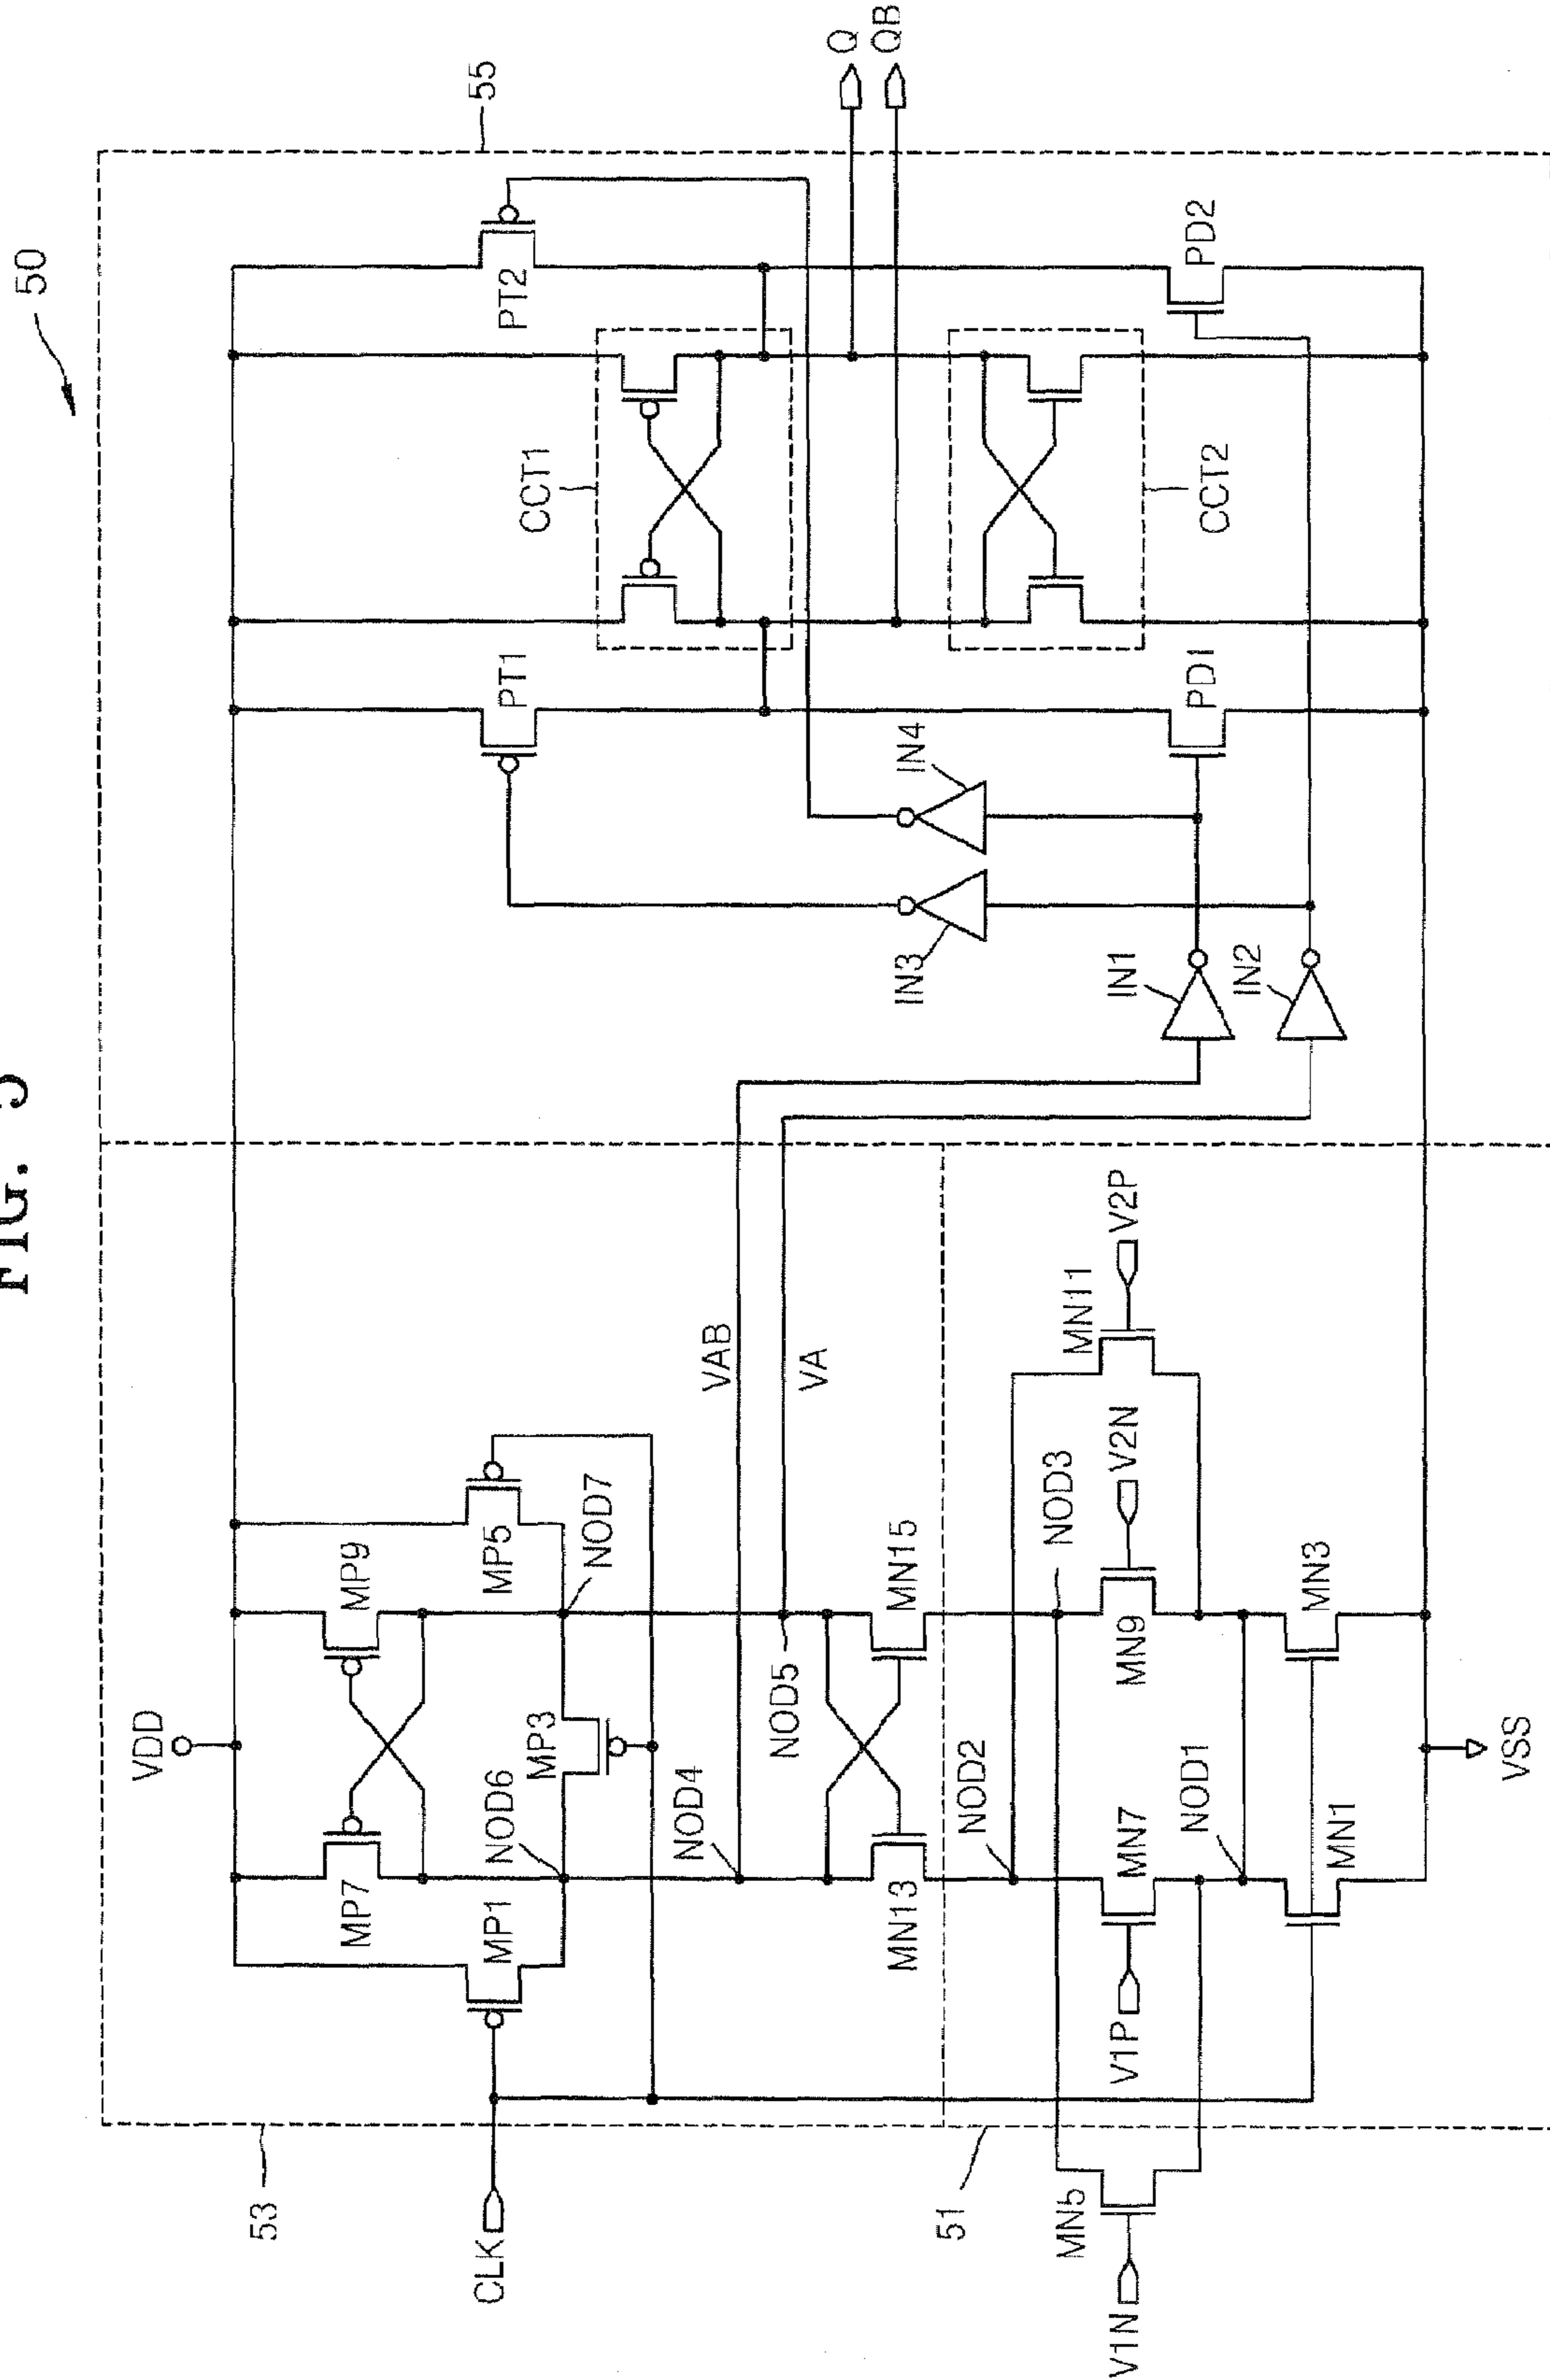 FIG. 5
50
55
53
51
VDD
MP7
MP9
MP1
MP5
NOD6
MP3
NOD7
CLK
NOD4
NOD5
VAB
VA
MN13
MN15
NOD2
NOD3
V1N
MN5
V1P
MN7
MN9
V2N
MN11
V2P
NOD1
MN1
MN3
VSS
PT1
PT2
CCT1
Q
QB
IN3
IN4
CCT2
IN1
IN2
PD1
PD2